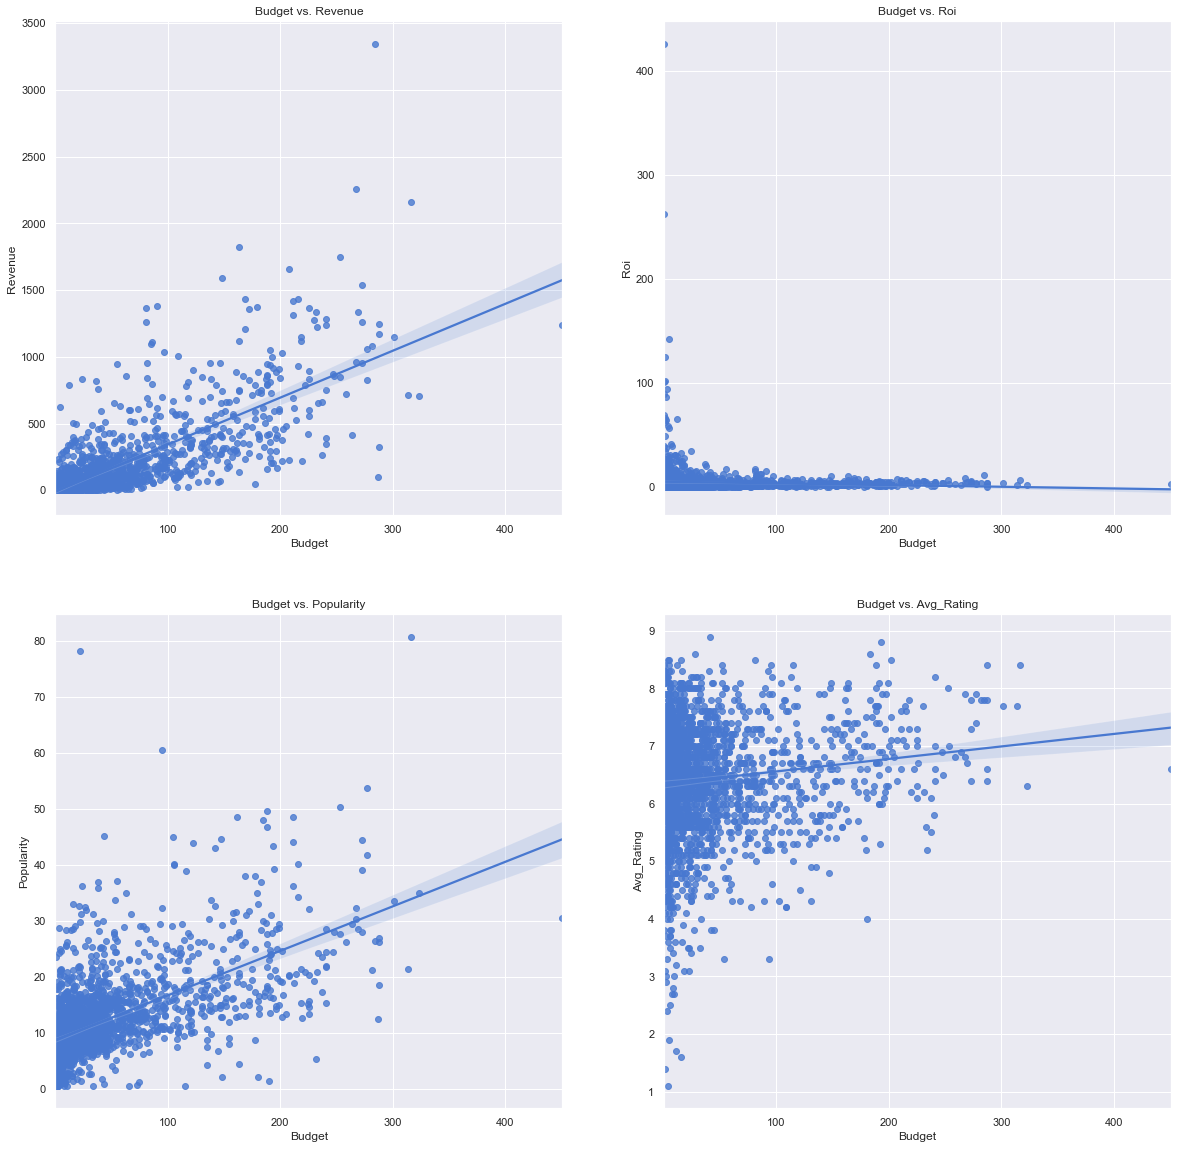 Budget vs. Revenue
3500
3000
2500
2000
1500
1000
500
0
Revenue
100 200 300 400
Budget
Budget vs. Roi
400
300
200
100
0
Roi
100 200 300 400
Budget
Budget vs. Popularity
80
70
60
50
40
30
20
10
0
Popularity
100 200 300 400
Budget
Budget vs. Avg_Rating
9
8
7
6
5
4
3
2
1
Avg_Rating
100 200 300 400
Budget